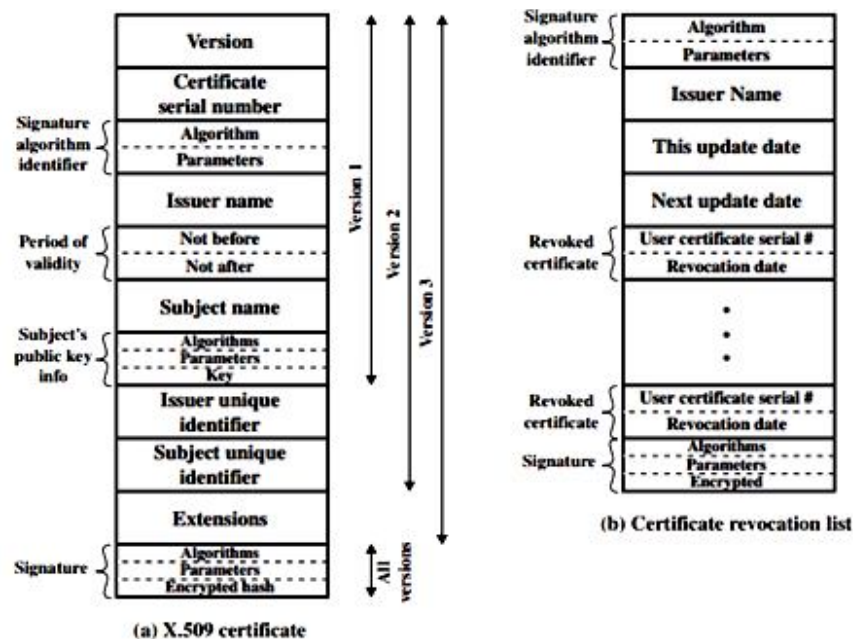 Version
Certificate
serial number
Signature
algorithm
identifier
Algorithm
Parameters
Issuer name
Period of
validity
Not before
Not after
Subject name
Subject's
public key
info
Algorithms
Parameters
Key
Issuer unique
identifier
Subject unique
identifier
Extensions
Signature
Algorithms
Parameters
Encrypted hash
Version 1
Version 2
Version 3
All
versions
(a) X.509 certificate
Signature
algorithm
identifier
Algorithm
Parameters
Issuer Name
This update date
Next update date
Revoked
certificate
User certificate serial #
Revocation date
Revoked
certificate
User certificate serial #
Revocation date
Signature
Algorithms
Parameters
Encrypted
(b) Certificate revocation list